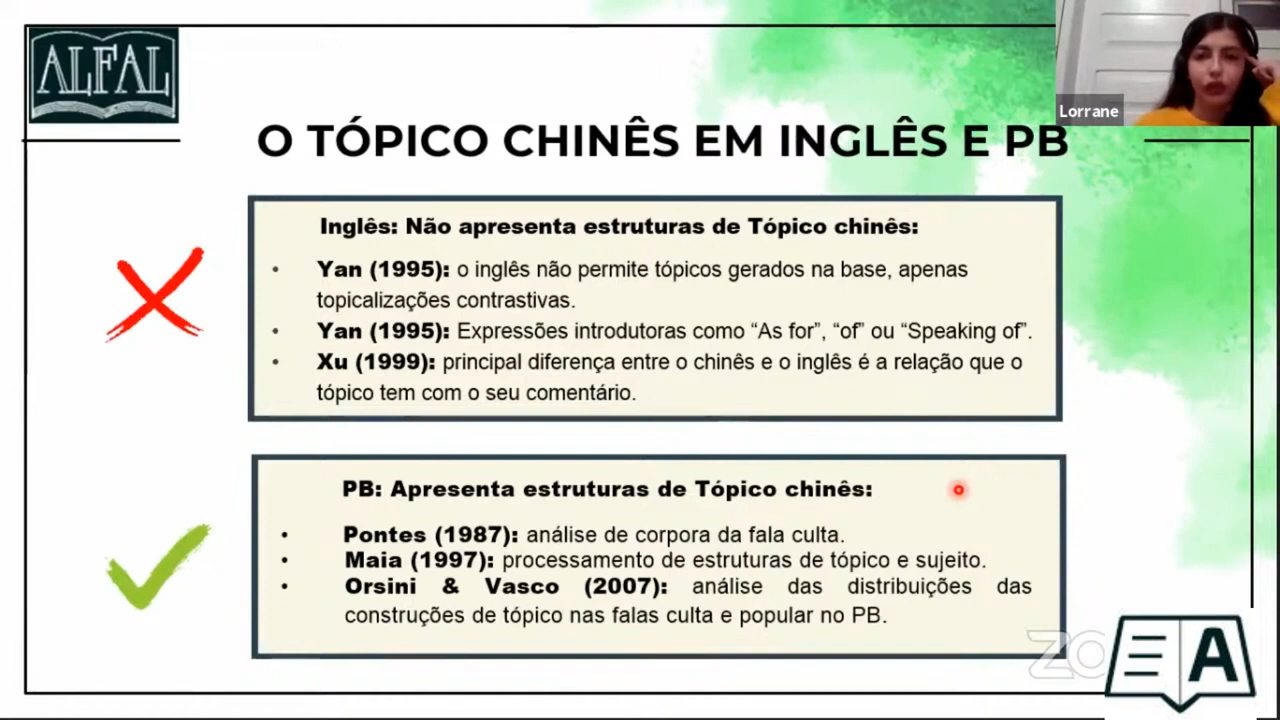 ALFAL
Lorrane
O TÓPICO CHINÊS EM INGLÊS E PB
Inglês: Não apresenta estruturas de Tópico chinês:
• Yan (1995): o inglês não permite tópicos gerados na base, apenas
topicalizações contrastivas.
• Yan (1995): Expressões introdutoras como “As for”, “of” ou “Speaking of”.
• Xu (1999): principal diferença entre o chinês e o inglês é a relação que o
tópico tem com o seu comentário.
PB: Apresenta estruturas de Tópico chinês:
• Pontes (1987): análise de corpora da fala culta.
• Maia (1997): processamento de estruturas de tópico e sujeito.
• Orsini & Vasco (2007): análise das distribuições das
construções de tópico nas falas culta e popular no PB.
A